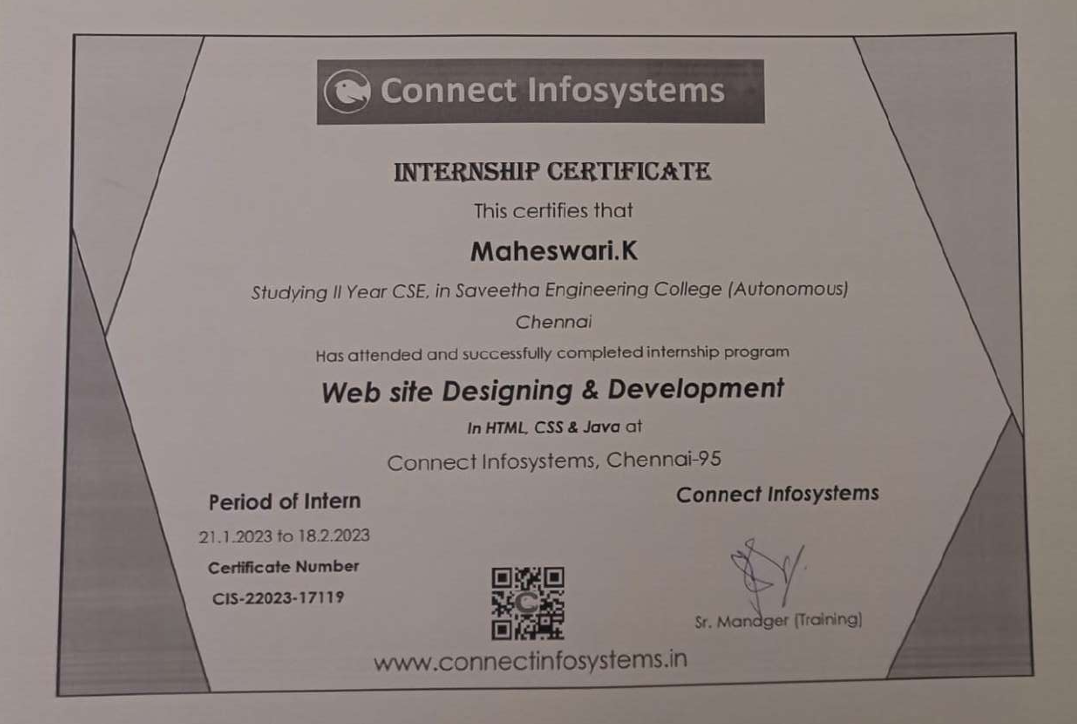 Connect Infosystems
INTERNSHIP CERTIFICATE
This certifies that
Maheswari.K
Studying II Year CSE, in Saveetha Engineering College (Autonomous)
Chennai
Has attended and successfully completed internship program
Web site Designing & Development
In HTML, CSS & Java at
Connect Infosystems, Chennai-95
Period of Intern
21.1.2023 to 18.2.2023
Certificate Number
CIS-22023-17119
Connect Infosystems
Sr. Manager (Training)
www.connectinfosystems.in